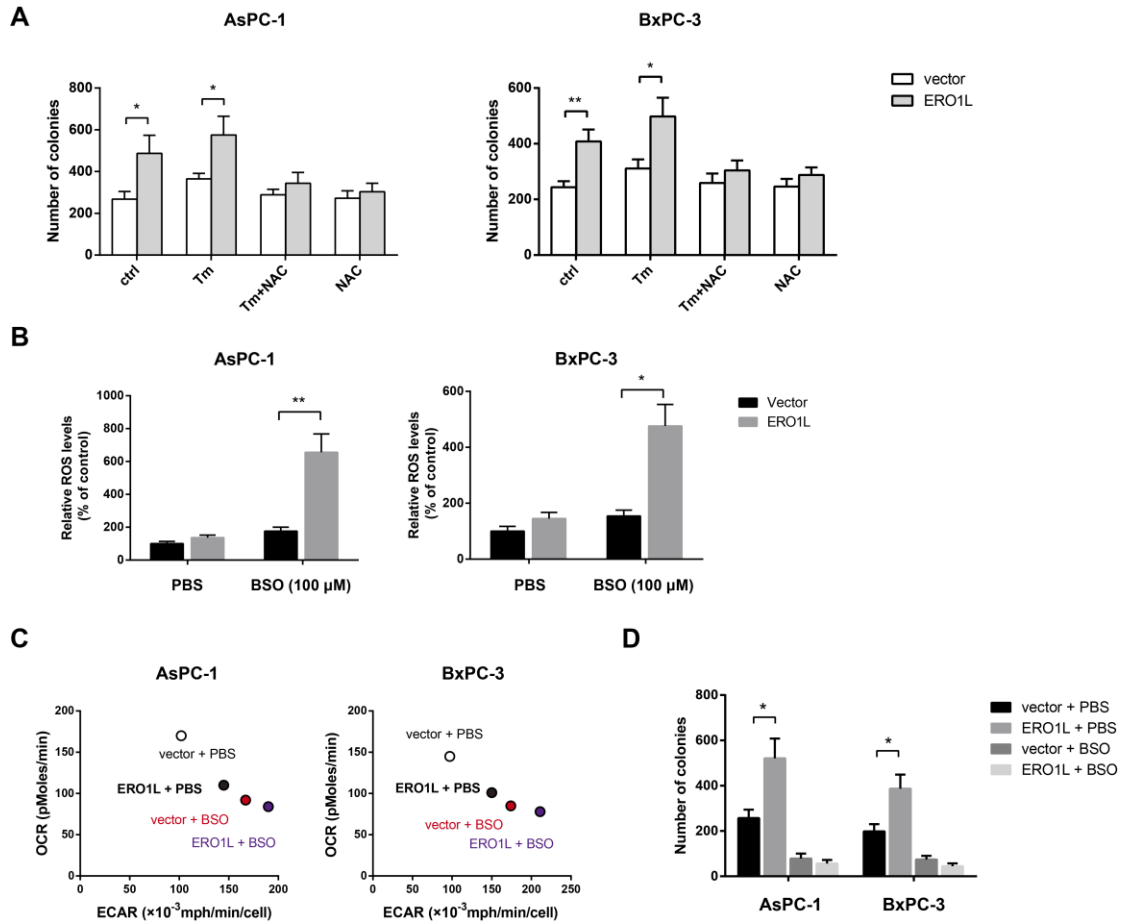 A
AsPC-1
BxPC-3
Number of colonies
800
600
400
200
0
*
*
ctrl
Tm
Tm+NAC
NAC
Number of colonies
600
400
200
0
**
*
ctrl
Tm
Tm+NAC
NAC
vector
ERO1L
B
AsPC-1
BxPC-3
Relative ROS levels
(% of control)
1000
800
600
400
200
0
**
PBS
BSO (100 μM)
Relative ROS levels
(% of control)
600
400
200
0
*
PBS
BSO (100 μM)
Vector
ERO1L
C
AsPC-1
BxPC-3
OCR (pMoles/min)
200
150
100
50
0
vector + PBS
ERO1L + PBS
vector + BSO
ERO1L + BSO
0
50
100
150
200
ECAR (×10⁻³mph/min/cell)
OCR (pMoles/min)
200
150
100
50
0
vector + PBS
ERO1L + PBS
vector + BSO
ERO1L + BSO
0
50
100
150
200
250
ECAR (×10⁻³mph/min/cell)
D
Number of colonies
800
600
400
200
0
*
*
AsPC-1
BxPC-3
vector + PBS
ERO1L + PBS
vector + BSO
ERO1L + BSO